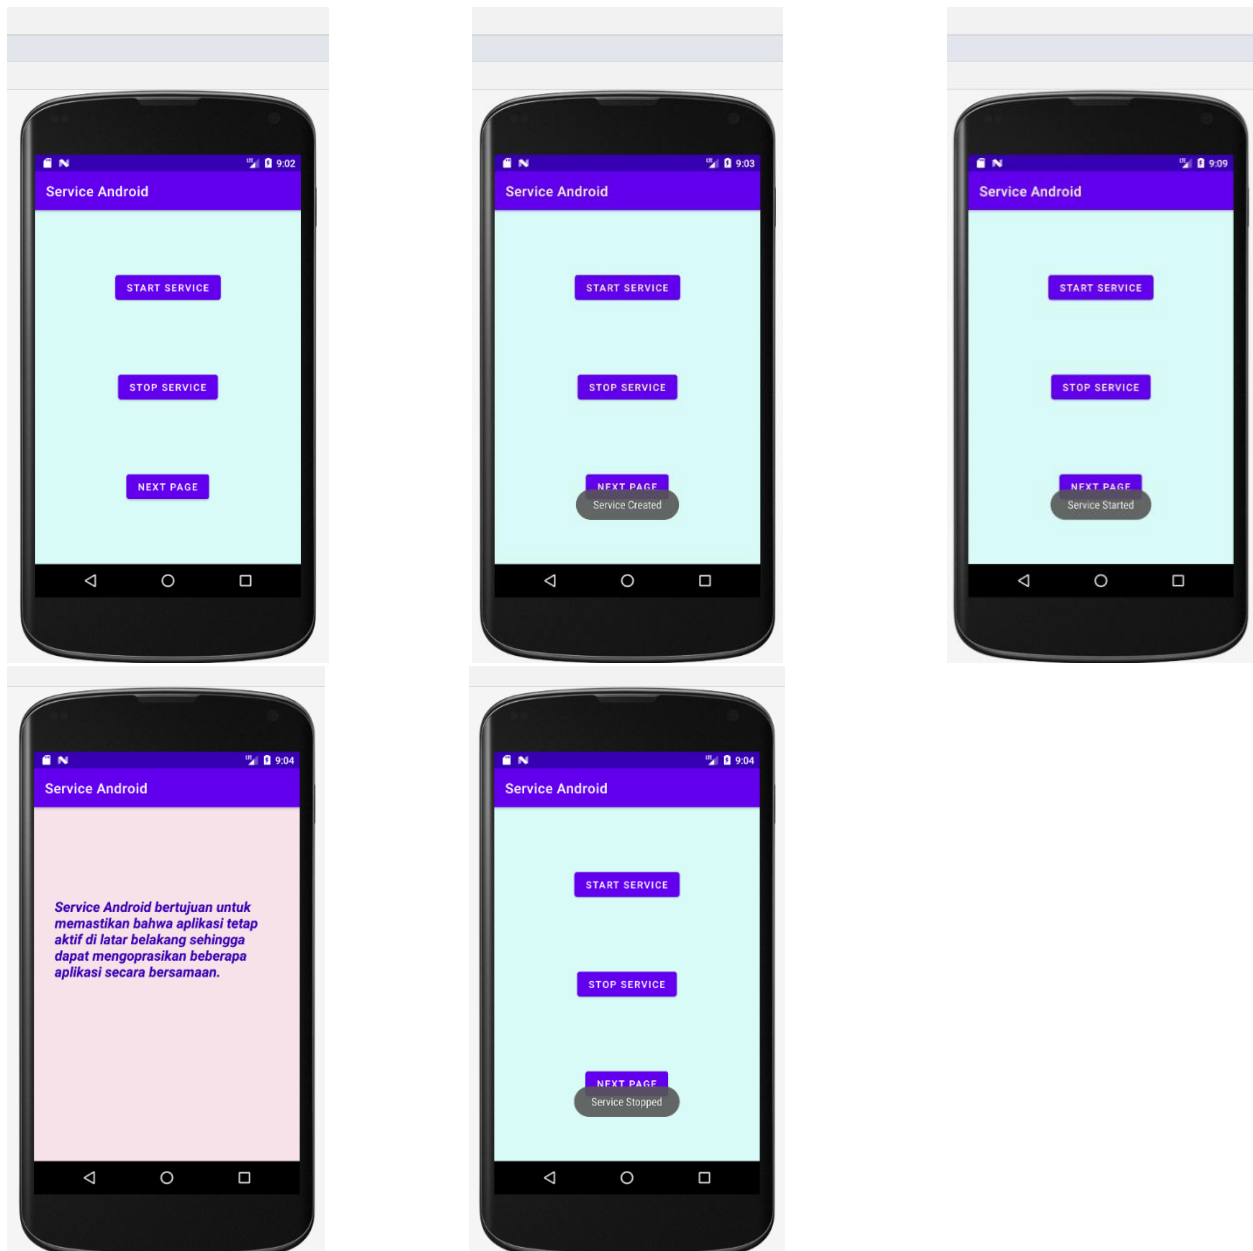 9:02
Service Android
START SERVICE
STOP SERVICE
NEXT PAGE
9:03
Service Android
START SERVICE
STOP SERVICE
NEXT PAGE
Service Created
9:09
Service Android
START SERVICE
STOP SERVICE
NEXT PAGE
Service Started
9:04
Service Android
Service Android bertujuan untuk
memastikan bahwa aplikasi tetap
aktif di latar belakang sehingga
dapat mengoprasikan beberapa
aplikasi secara bersamaan.
9:04
Service Android
START SERVICE
STOP SERVICE
NEXT PAGE
Service Stopped